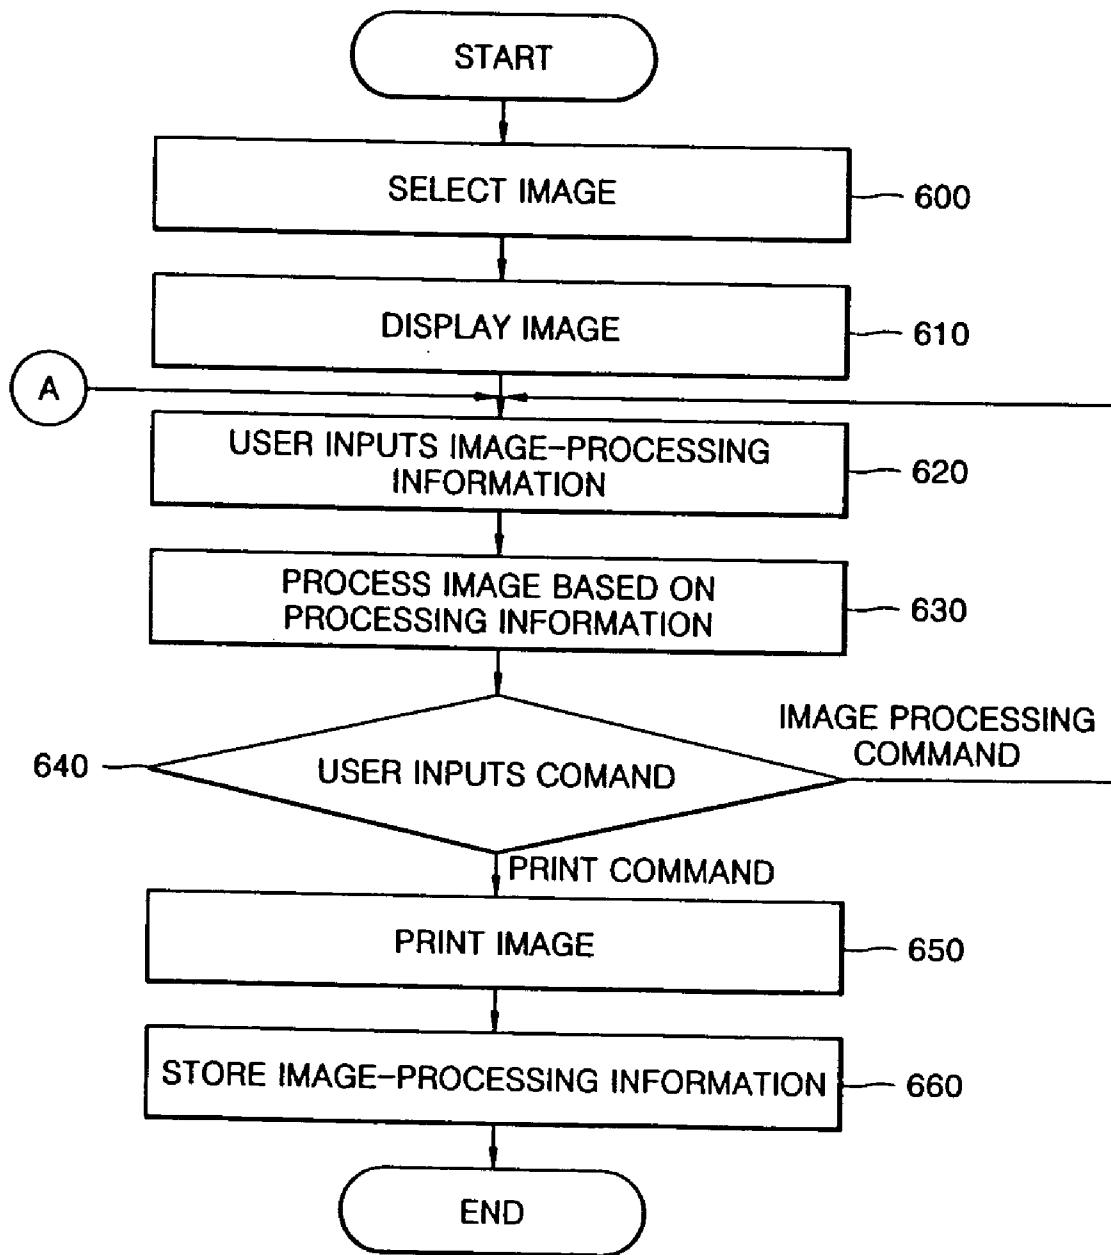 START
SELECT IMAGE
600
DISPLAY IMAGE
610
A
USER INPUTS IMAGE-PROCESSING
INFORMATION
620
PROCESS IMAGE BASED ON
PROCESSING INFORMATION
630
IMAGE PROCESSING
COMMAND
640
USER INPUTS COMAND
PRINT COMMAND
PRINT IMAGE
650
STORE IMAGE-PROCESSING INFORMATION
660
END